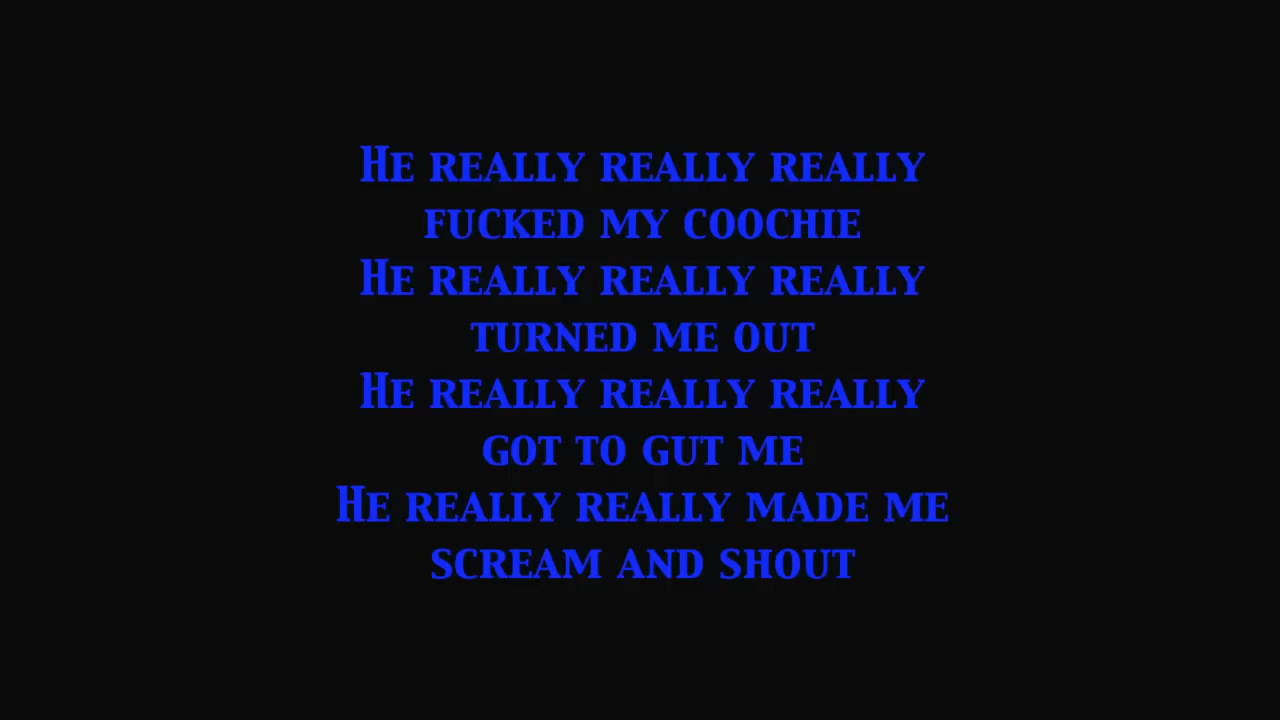 He really really really
fucked my coochie
He really really really
turned me out
He really really really
got to gut me
He really really made me
scream and shout